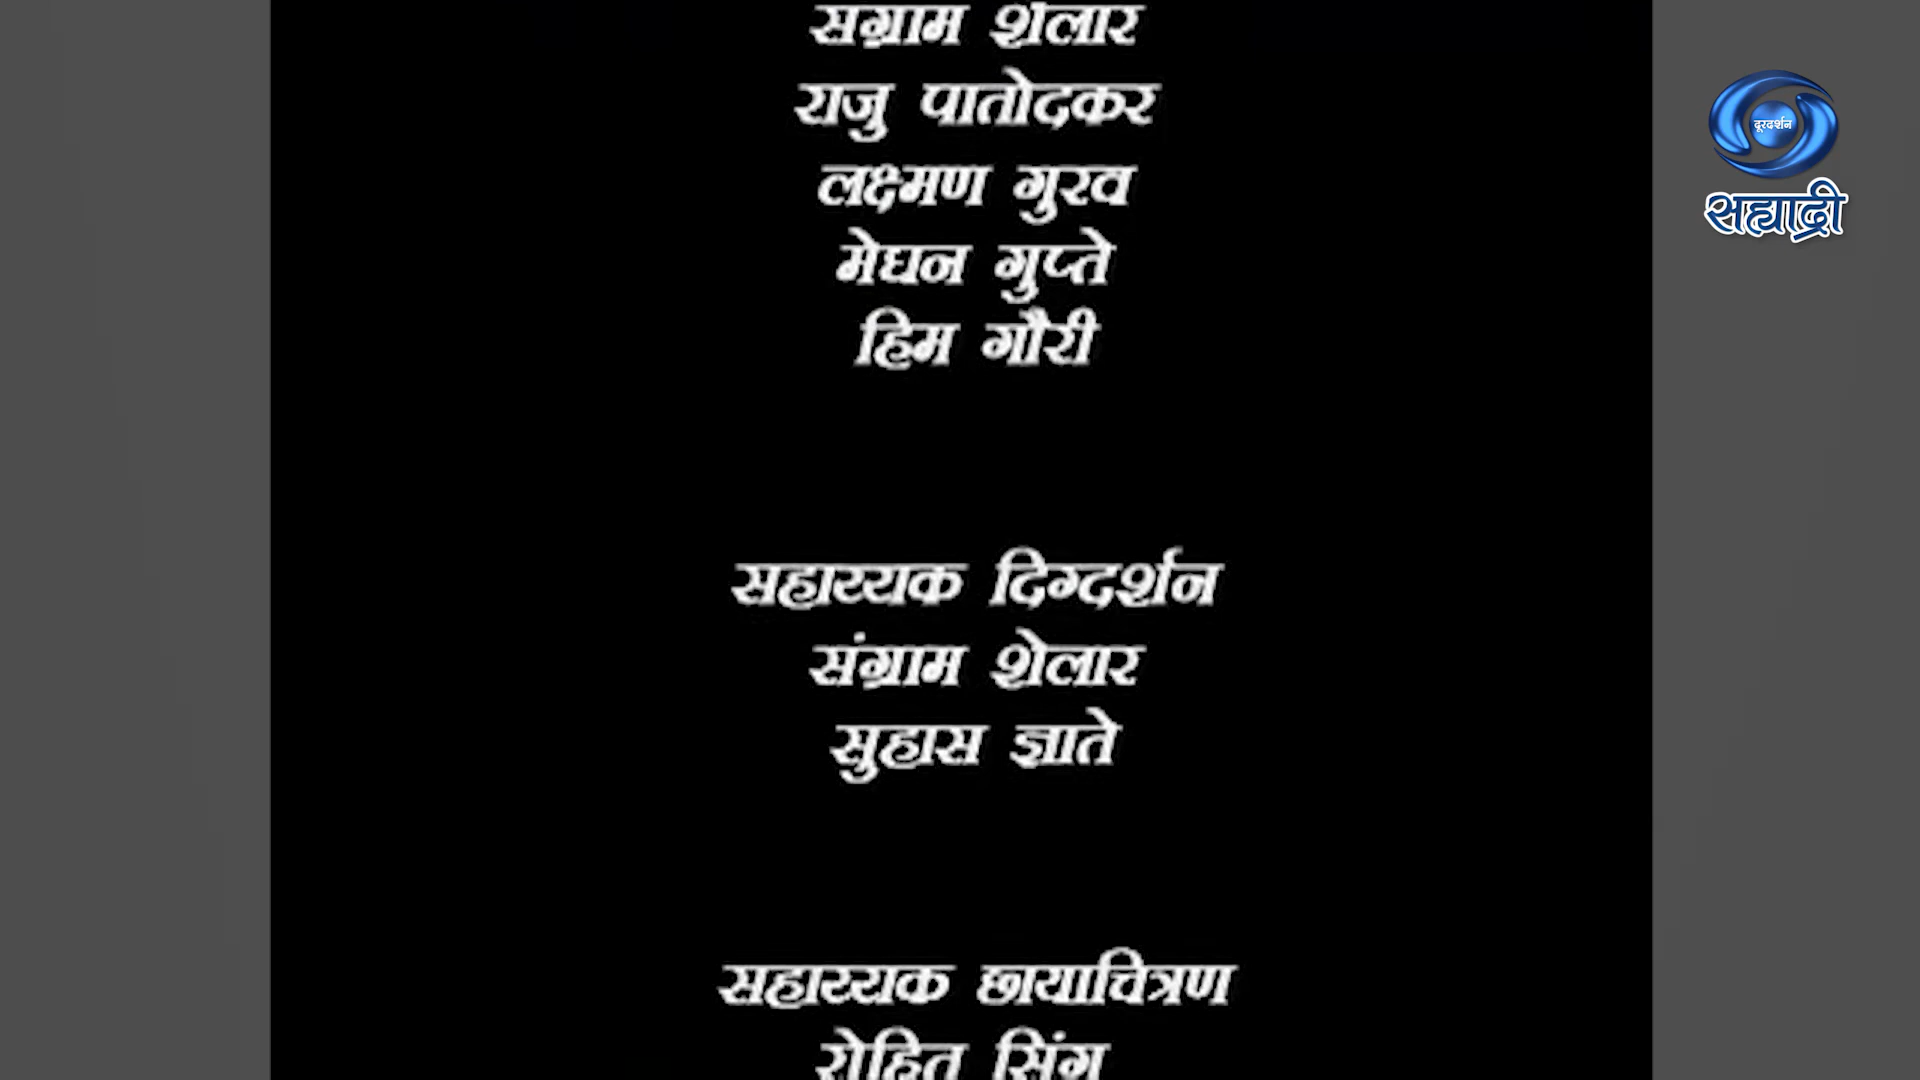 संग्राम शेलार
राजु पातोदकर
लक्ष्मण गुरव
मेघन गुप्ते
हिम गौरी
सहाय्यक दिग्दर्शन
संग्राम शेलार
सुहास ज्ञाते
सहाय्यक छायाचित्रण
रोहित सिंग
दूरदर्शन
सह्याद्री